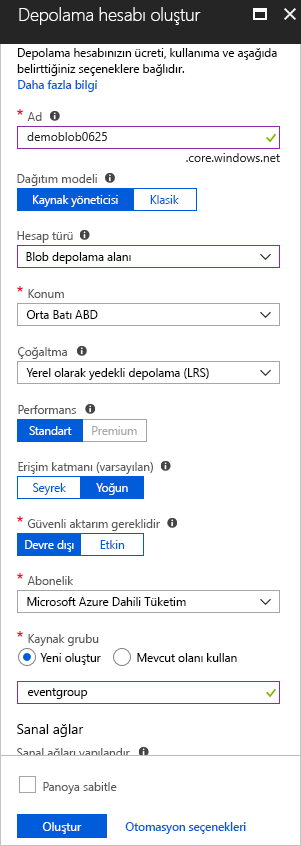 Depolama hesabı oluştur
Depolama hesabınızın ücreti, kullanıma ve aşağıda
belirttiğiniz seçeneklere bağlıdır.
Daha fazla bilgi
* Ad
demoblob0625
.core.windows.net
Dağıtım modeli
Kaynak yöneticisi Klasik
Hesap türü
Blob depolama alanı
* Konum
Orta Batı ABD
Çoğaltma
Yerel olarak yedekli depolama (LRS)
Performans
Standart Premium
Erişim katmanı (varsayılan)
Seyrek Yoğun
* Güvenli aktarım gereklidir
Devre dışı Etkin
* Abonelik
Microsoft Azure Dahili Tüketim
* Kaynak grubu
Yeni oluştur Mevcut olanı kullan
eventgroup
Sanal ağlar
Sanal ağları yapılandır
Panoya sabitle
Oluştur Otomasyon seçenekleri